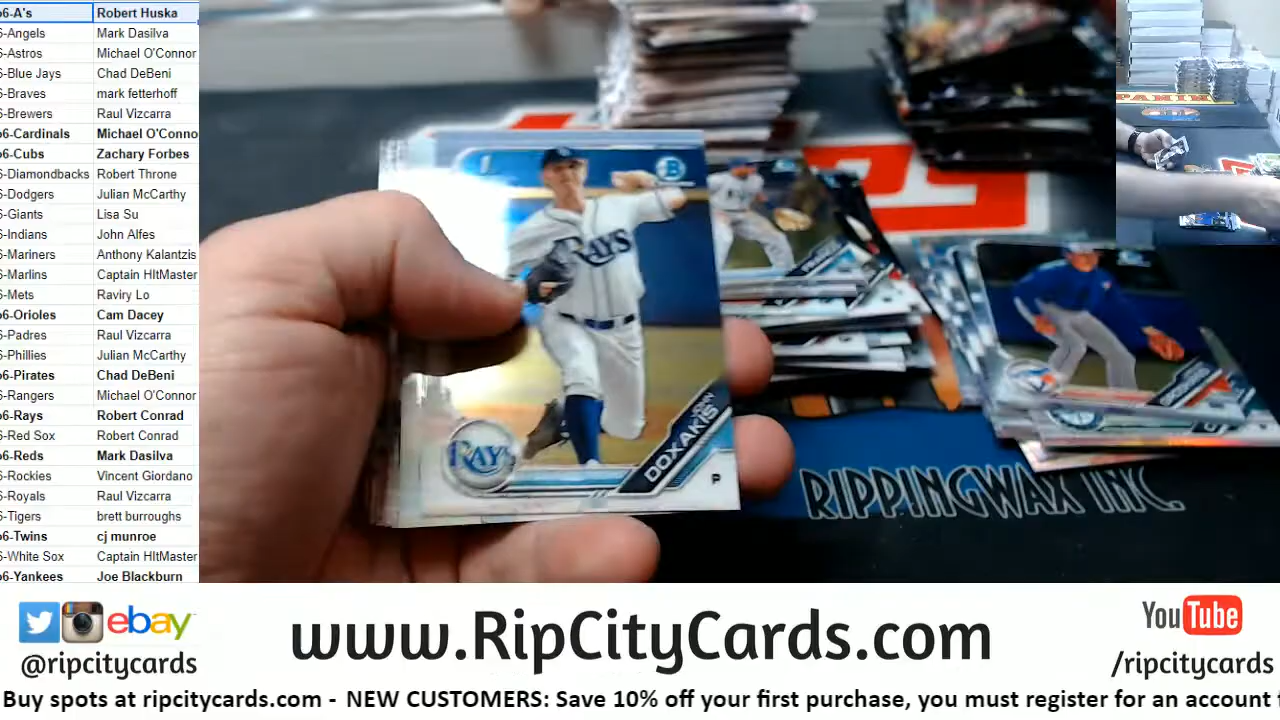 6-A's Robert Huska
6-Angels Mark Dasilva
6-Astros Michael O'Connor
6-Blue Jays Chad DeBeni
6-Braves mark fetterhoff
6-Brewers Raul Vizcarra
6-Cardinals Michael O'Conno
6-Cubs Zachary Forbes
6-Diamondbacks Robert Throne
6-Dodgers Julian McCarthy
6-Giants Lisa Su
6-Indians John Alfes
6-Mariners Anthony Kalantzis
6-Marlins Captain HItMaster
6-Mets Raviry Lo
6-Orioles Cam Dacey
6-Padres Raul Vizcarra
6-Phillies Julian McCarthy
6-Pirates Chad DeBeni
6-Rangers Michael O'Connor
6-Rays Robert Conrad
6-Red Sox Robert Conrad
6-Reds Mark Dasilva
6-Rockies Vincent Giordano
6-Royals Raul Vizcarra
6-Tigers brett burroughs
6-Twins cj munroe
6-White Sox Captain HItMaster
6-Yankees Joe Blackburn
B
RAYS
RAYS
DOXAKIS
P
PANINI
RIPPINGWAX INC.
ebay
@ripcitycards
www.RipCityCards.com
YouTube
/ripcitycards
Buy spots at ripcitycards.com - NEW CUSTOMERS: Save 10% off your first purchase, you must register for an account